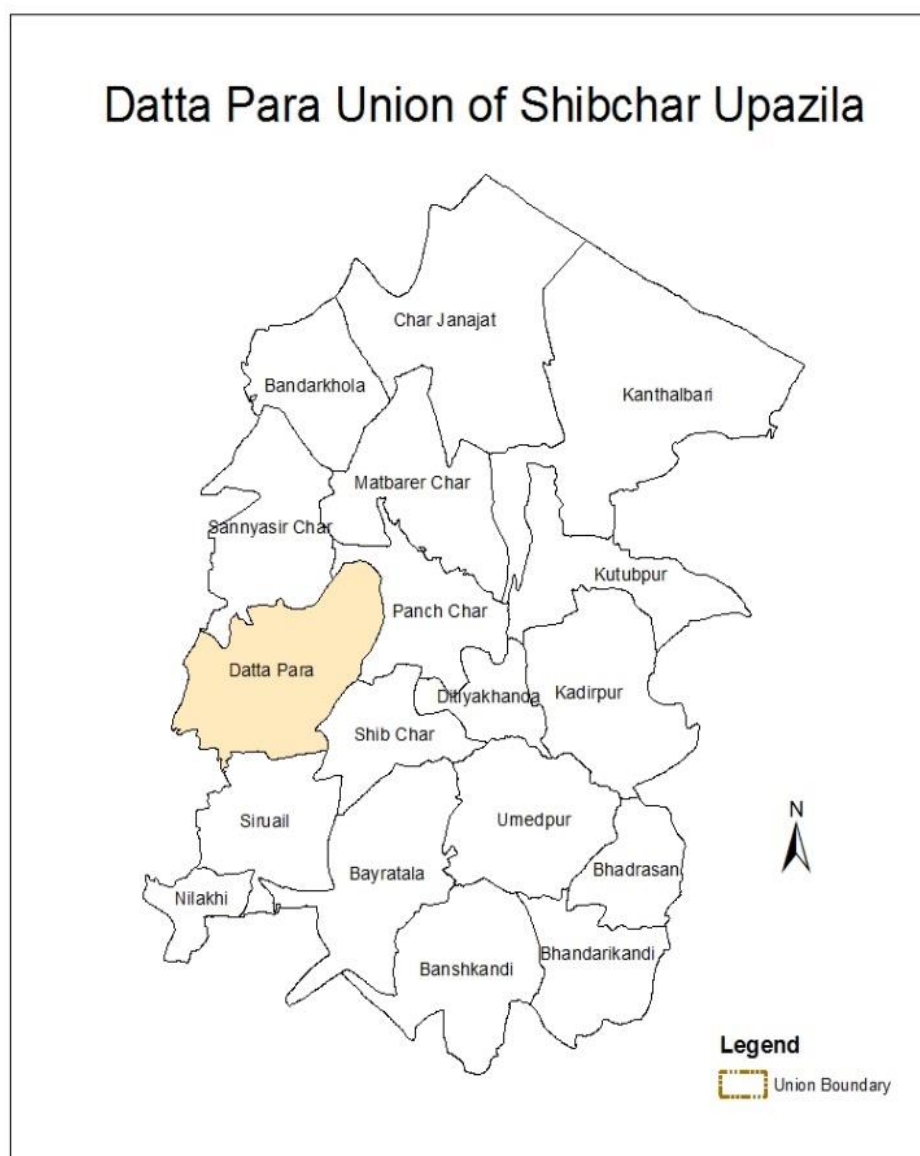 Datta Para Union of Shibchar Upazila
Char Janajat
Bandarkhola
Kanthalbari
Matbarer Char
Sannyasir Char
Kutubpur
Panch Char
Datta Para
Ditiyakhanda
Kadirpur
Shib Char
Siruail
Umedpur
Bayratala
Bhadrasan
Nilakhi
Bhandarikandi
Banshkandi
N
Legend
Union Boundary